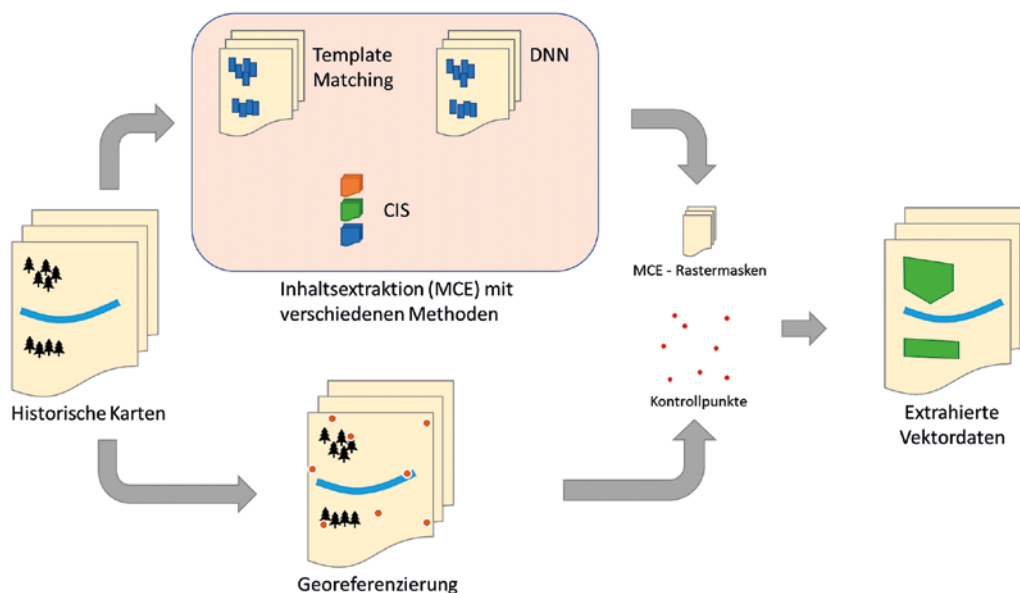 Template
Matching
DNN
CIS
Inhaltsextraktion (MCE) mit
verschiedenen Methoden
Historische Karten
MCE - Rastermasken
Kontrollpunkte
Extrahierte
Vektordaten
Georeferenzierung